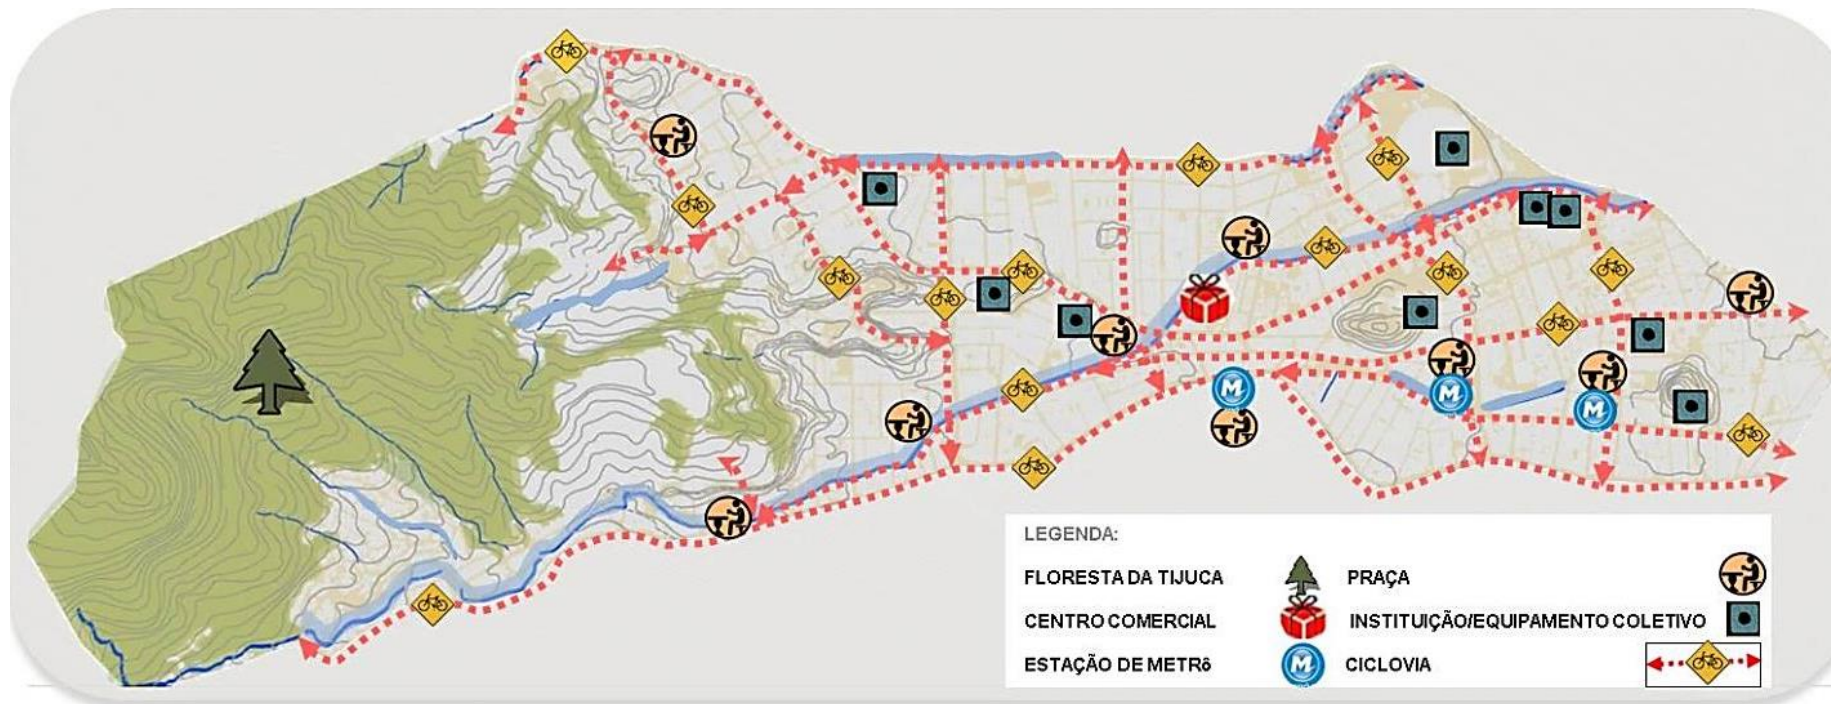 LEGENDA:
FLORESTA DA TIJUCA PRAÇA
CENTRO COMERCIAL INSTITUIÇÃO/EQUIPAMENTO COLETIVO
ESTAÇÃO DE METRô M CICLOVIA
M
M
M